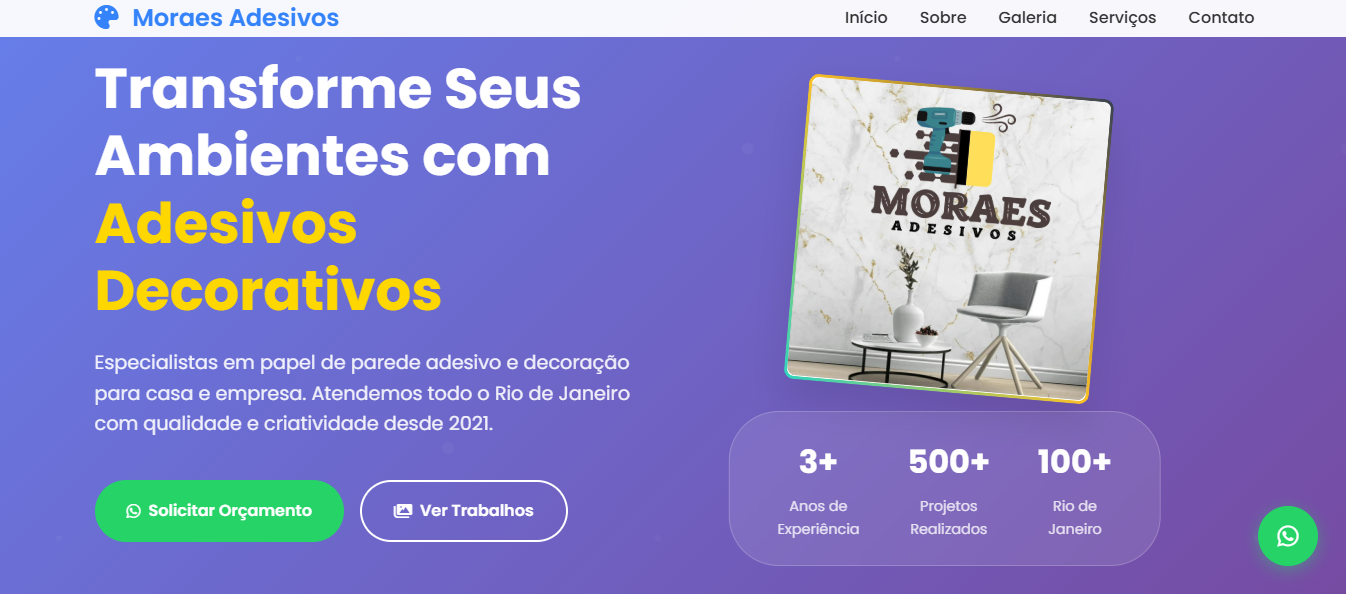 Moraes Adesivos
Início Sobre Galeria Serviços Contato
Transforme Seus
Ambientes com
Adesivos
Decorativos
Especialistas em papel de parede adesivo e decoração
para casa e empresa. Atendemos todo o Rio de Janeiro
com qualidade e criatividade desde 2021.
Solicitar Orçamento
Ver Trabalhos
MORAES
ADESIVOS
3+ 500+ 100+
Anos de Projetos Rio de
Experiência Realizados Janeiro